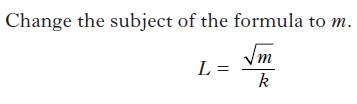 Change the subject of the formula to m.
L = √m / k